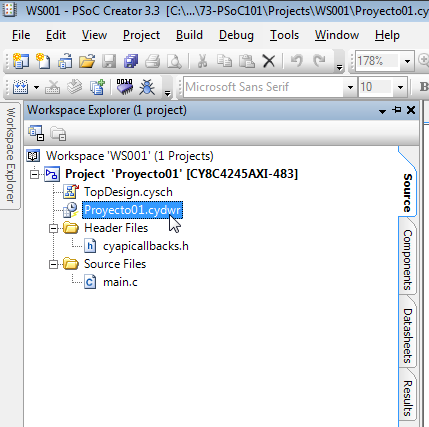 WS001 - PSoC Creator 3.3 [C:\...\73-PSoC101\Projects\WS001\Proyecto01.cy
File Edit View Project Build Debug Tools Window Help
178%
Microsoft Sans Serif 10 B
Workspace Explorer
Workspace Explorer (1 project)
Workspace 'WS001' (1 Projects)
Project 'Proyecto01' [CY8C4245AXI-483]
TopDesign.cysch
Proyecto01.cydwr
Header Files
h cyapicallbacks.h
Source Files
c main.c
Source
Components
Datasheets
Results